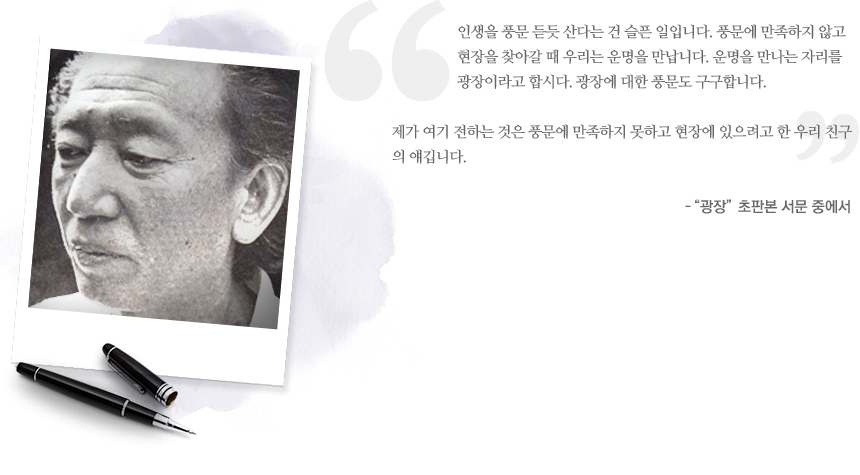 인생을 풍문 듣듯 산다는 건 슬픈 일입니다. 풍문에 만족하지 않고
현장을 찾아갈 때 우리는 운명을 만납니다. 운명을 만나는 자리를
광장이라고 합시다. 광장에 대한 풍문도 구구합니다.
제가 여기 전하는 것은 풍문에 만족하지 못하고 현장에 있으려고 한 우리 친구
의 얘깁니다.
- “광장” 초판본 서문 중에서